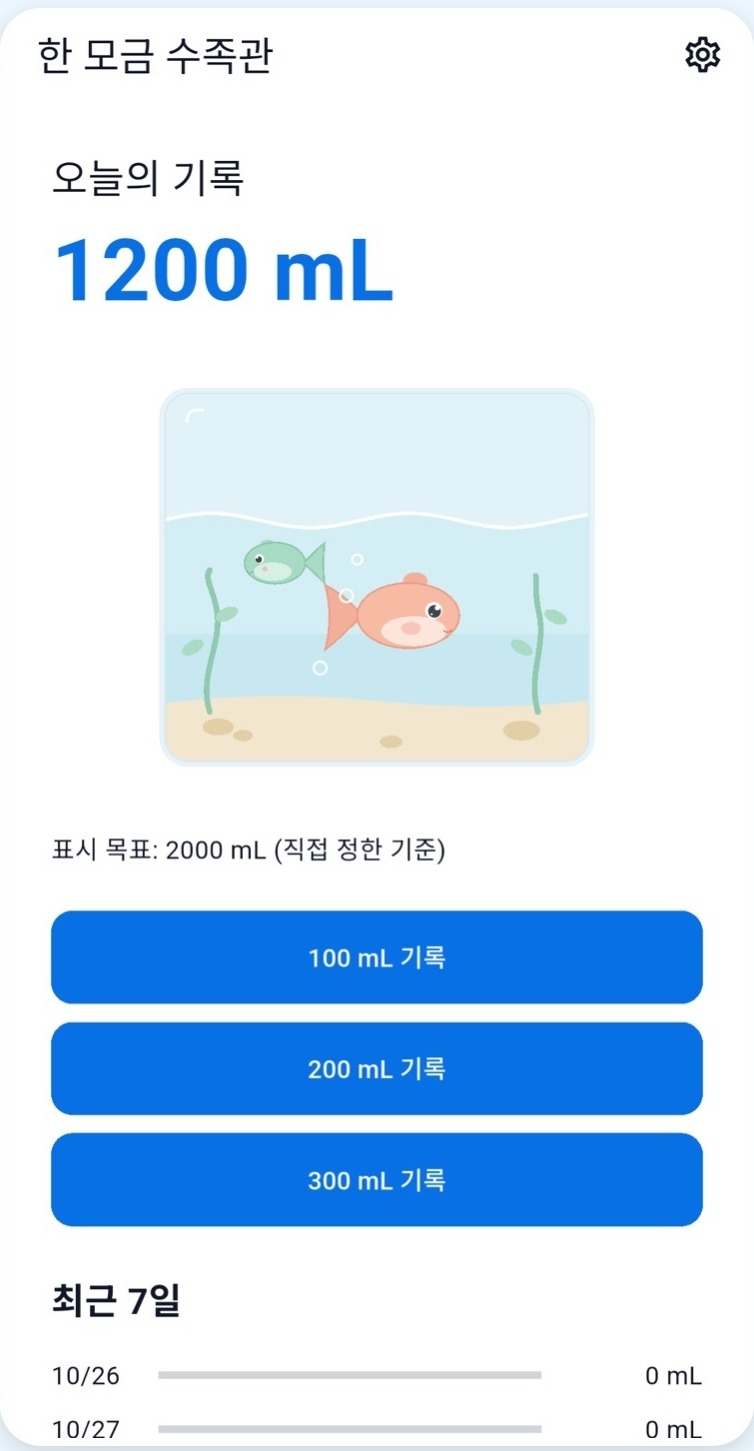 한 모금 수족관
오늘의 기록
1200 mL
표시 목표: 2000 mL (직접 정한 기준)
100 mL 기록
200 mL 기록
300 mL 기록
최근 7일
10/26 0 mL
10/27 0 mL